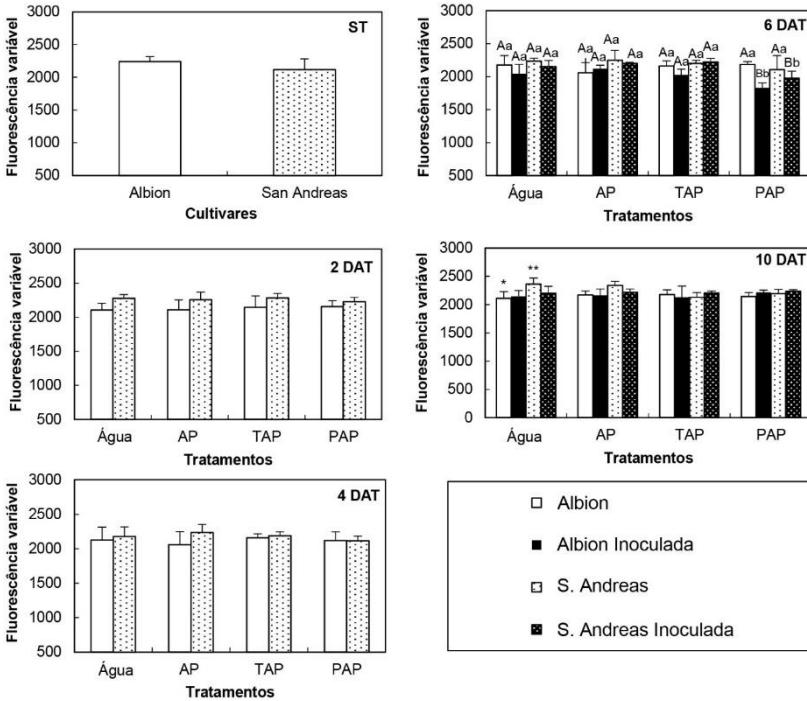 ST
Fluorescência variável
3000
2500
2000
1500
1000
500
Albion San Andreas
Cultivares
6 DAT
Fluorescência variável
3000
2500
2000
1500
1000
500
Aa Aa Aa Aa Aa Aa Aa Aa Aa Aa Aa Aa Aa Bb Aa Bb
Água AP TAP PAP
Tratamentos
2 DAT
Fluorescência variável
3000
2500
2000
1500
1000
500
Água AP TAP PAP
Tratamentos
10 DAT
Fluorescência variável
3000
2500
2000
1500
1000
500
0
* **
Água AP TAP PAP
Tratamentos
4 DAT
Fluorescência variável
3000
2500
2000
1500
1000
500
Água AP TAP PAP
Tratamentos
Albion
Albion Inoculada
S. Andreas
S. Andreas Inoculada